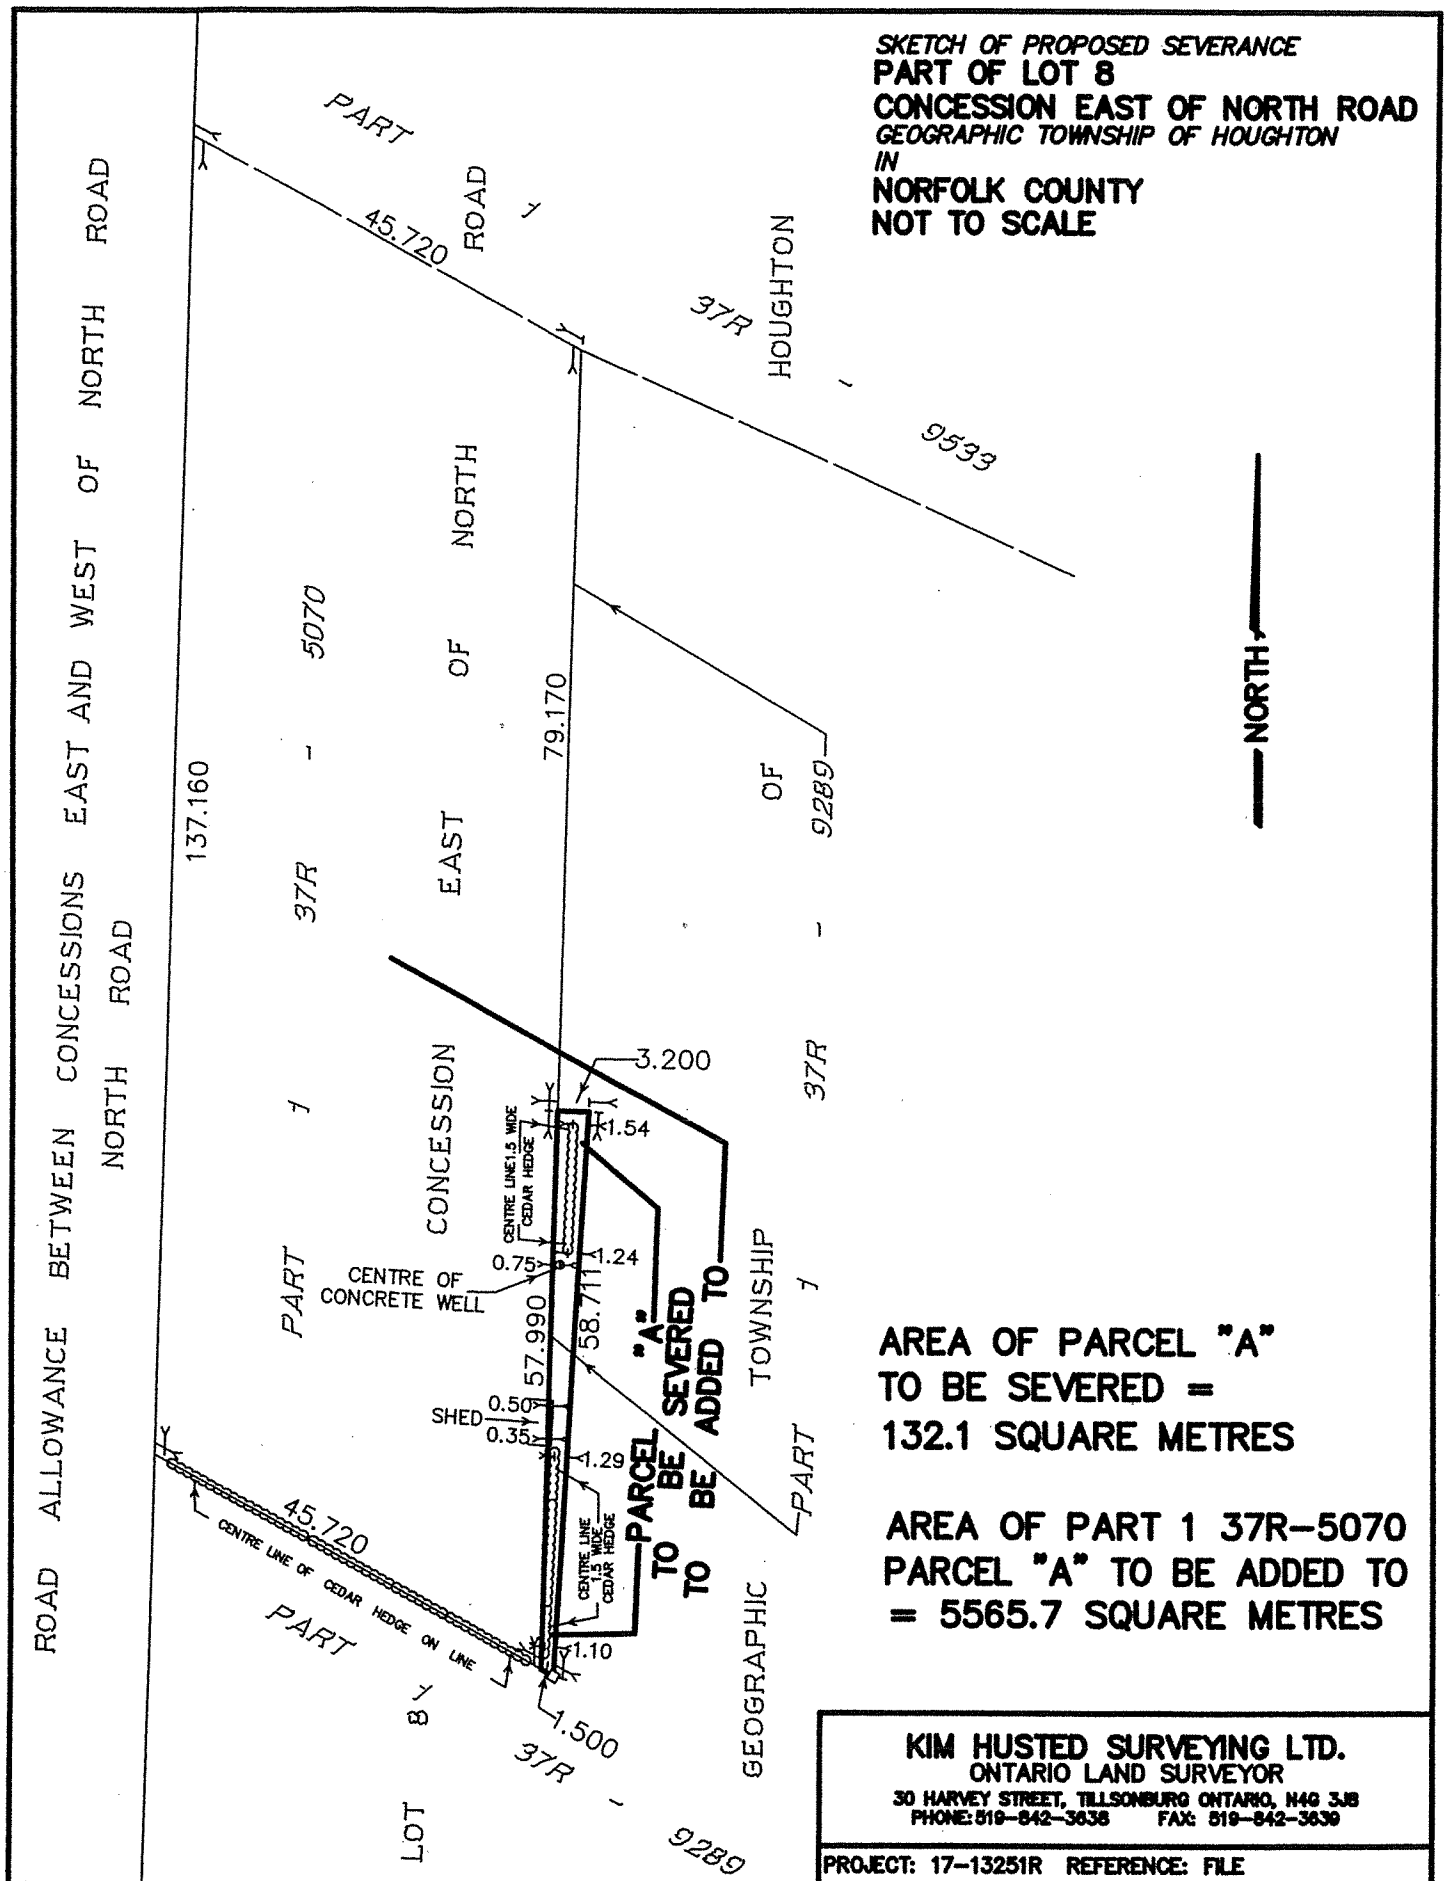 SKETCH OF PROPOSED SEVERANCE
PART OF LOT 8
CONCESSION EAST OF NORTH ROAD
GEOGRAPHIC TOWNSHIP OF HOUGHTON
IN
NORFOLK COUNTY
NOT TO SCALE
PART 1 37R - 9533
45.720
ROAD ALLOWANCE BETWEEN CONCESSIONS EAST AND WEST OF NORTH ROAD
NORTH ROAD
137.160
PART 1 37R - 5070
LOT 8 CONCESSION EAST OF NORTH ROAD
79.170
GEOGRAPHIC TOWNSHIP OF HOUGHTON
PART 1 37R - 9289
NORTH
3.200
1.54
CENTRE LINE 1.5 WIDE
CEDAR HEDGE
0.75
1.24
CENTRE OF
CONCRETE WELL
57.990
58.711
0.50
SHED
0.35
1.29
CENTRE LINE
1.5 WIDE
CEDAR HEDGE
PARCEL "A"
TO BE SEVERED
TO BE ADDED TO
45.720
CENTRE LINE OF CEDAR HEDGE ON LINE
1.10
1.500
PART 1 37R - 9289
AREA OF PARCEL "A"
TO BE SEVERED =
132.1 SQUARE METRES
AREA OF PART 1 37R-5070
PARCEL "A" TO BE ADDED TO
= 5565.7 SQUARE METRES
KIM HUSTED SURVEYING LTD.
ONTARIO LAND SURVEYOR
30 HARVEY STREET, TILLSONBURG ONTARIO, N4G 3J8
PHONE: 519-842-3638 FAX: 519-842-3639
PROJECT: 17-13251R REFERENCE: FILE